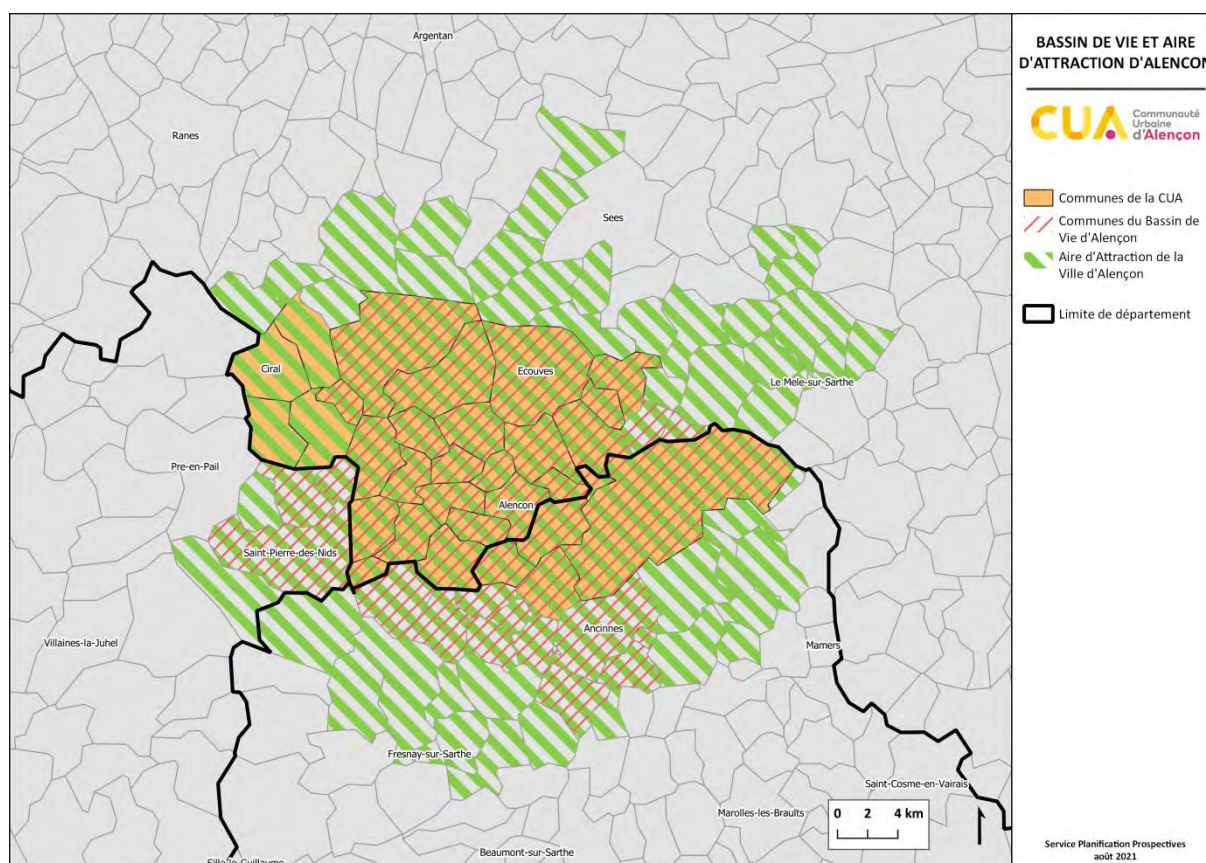 Argentan
Ranes
Sees
Ciral
Ecouves
Le Mele-sur-Sarthe
Pre-en-Pail
Alencon
Saint-Pierre-des-Nids
Ancinnes
Villaines-la-Juhel
Mamers
Fresnay-sur-Sarthe
Saint-Cosme-en-Vairais
Marolles-les-Braults
Beaumont-sur-Sarthe
Sille-le-Guillaume
0 2 4 km
BASSIN DE VIE ET AIRE
D'ATTRACTION D'ALENCON
CUA
Communauté
Urbaine
d'Alençon
Communes de la CUA
Communes du Bassin de
Vie d'Alençon
Aire d'Attraction de la
Ville d'Alençon
Limite de département
Service Planification Prospectives
août 2021